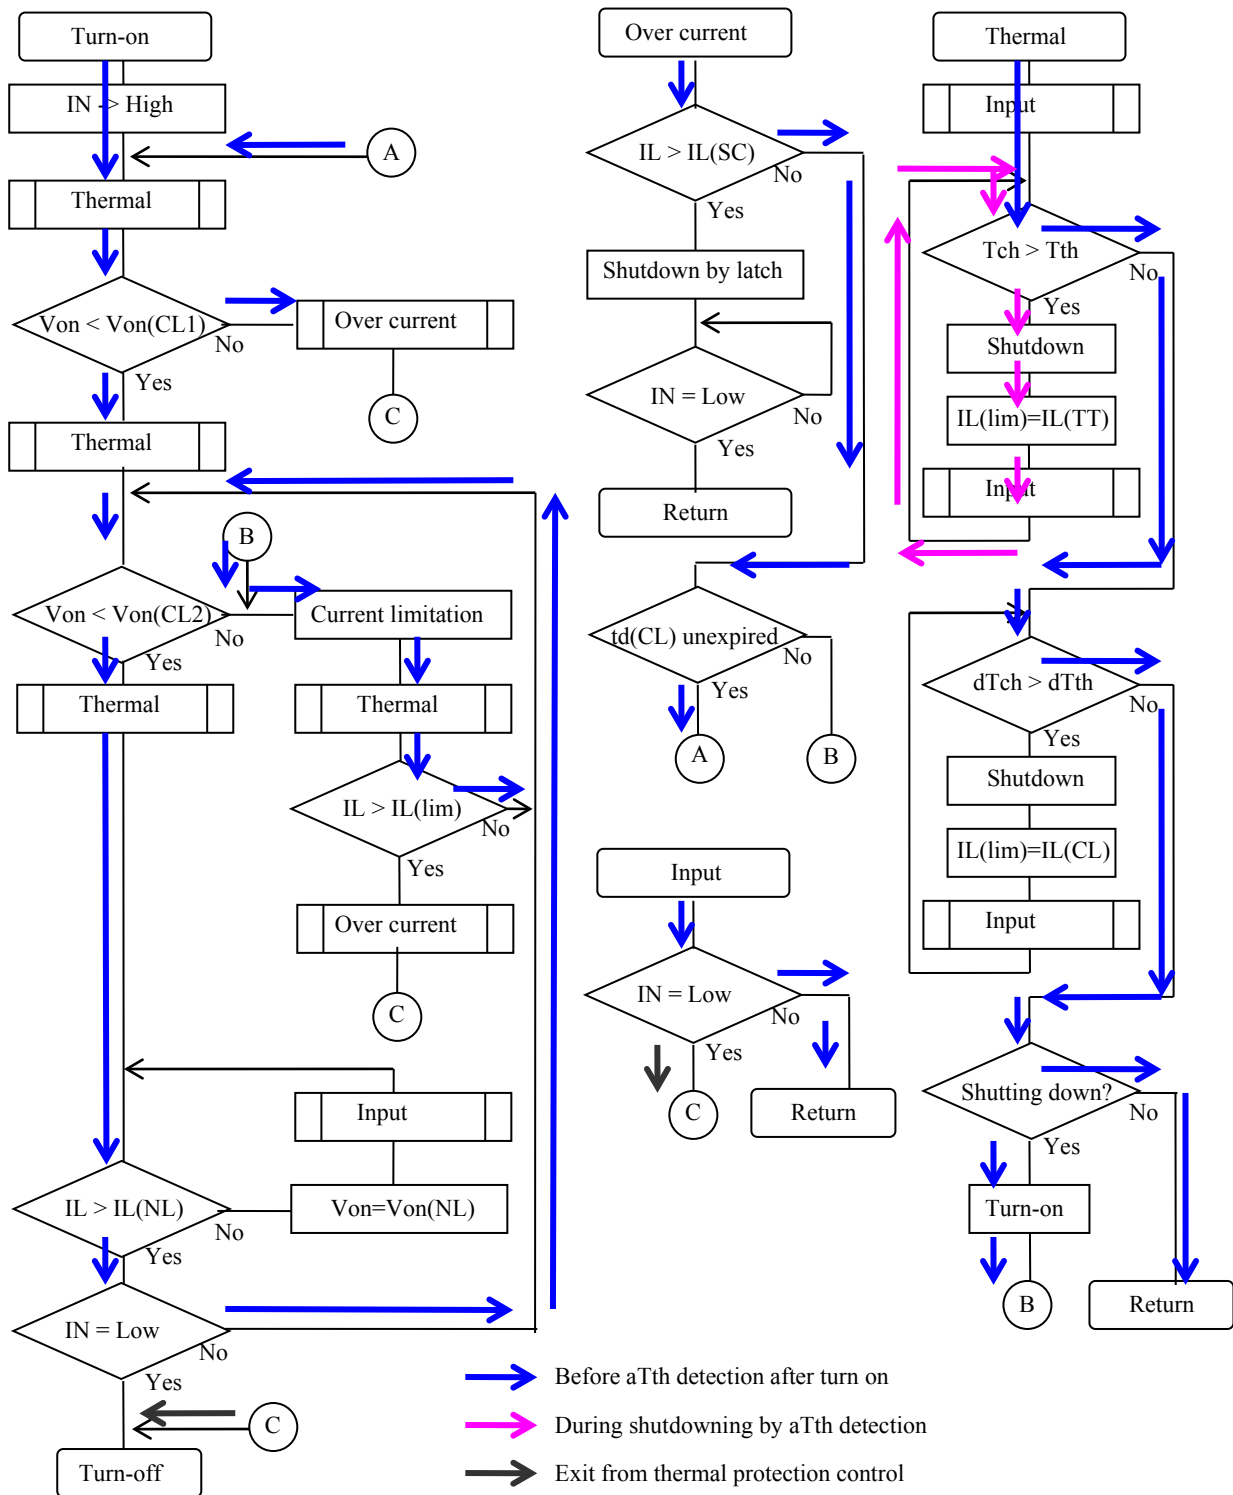 Turn-on
IN -> High
A
Thermal
Von < Von(CL1)
No
Yes
Over current
C
Thermal
B
Von < Von(CL2)
No
Yes
Current limitation
Thermal
Thermal
IL > IL(lim)
No
Yes
Over current
C
Input
Von=Von(NL)
IL > IL(NL)
No
Yes
IN = Low
No
Yes
C
Turn-off
Over current
IL > IL(SC)
No
Yes
Shutdown by latch
IN = Low
No
Yes
Return
td(CL) unexpired
No
Yes
A
B
Input
IN = Low
No
Yes
C
Return
Thermal
Input
Tch > Tth
No
Yes
Shutdown
IL(lim)=IL(TT)
Input
dTch > dTth
No
Yes
Shutdown
IL(lim)=IL(CL)
Input
Shutting down?
No
Yes
Turn-on
B
Return
Before aTth detection after turn on
During shutdowning by aTth detection
Exit from thermal protection control